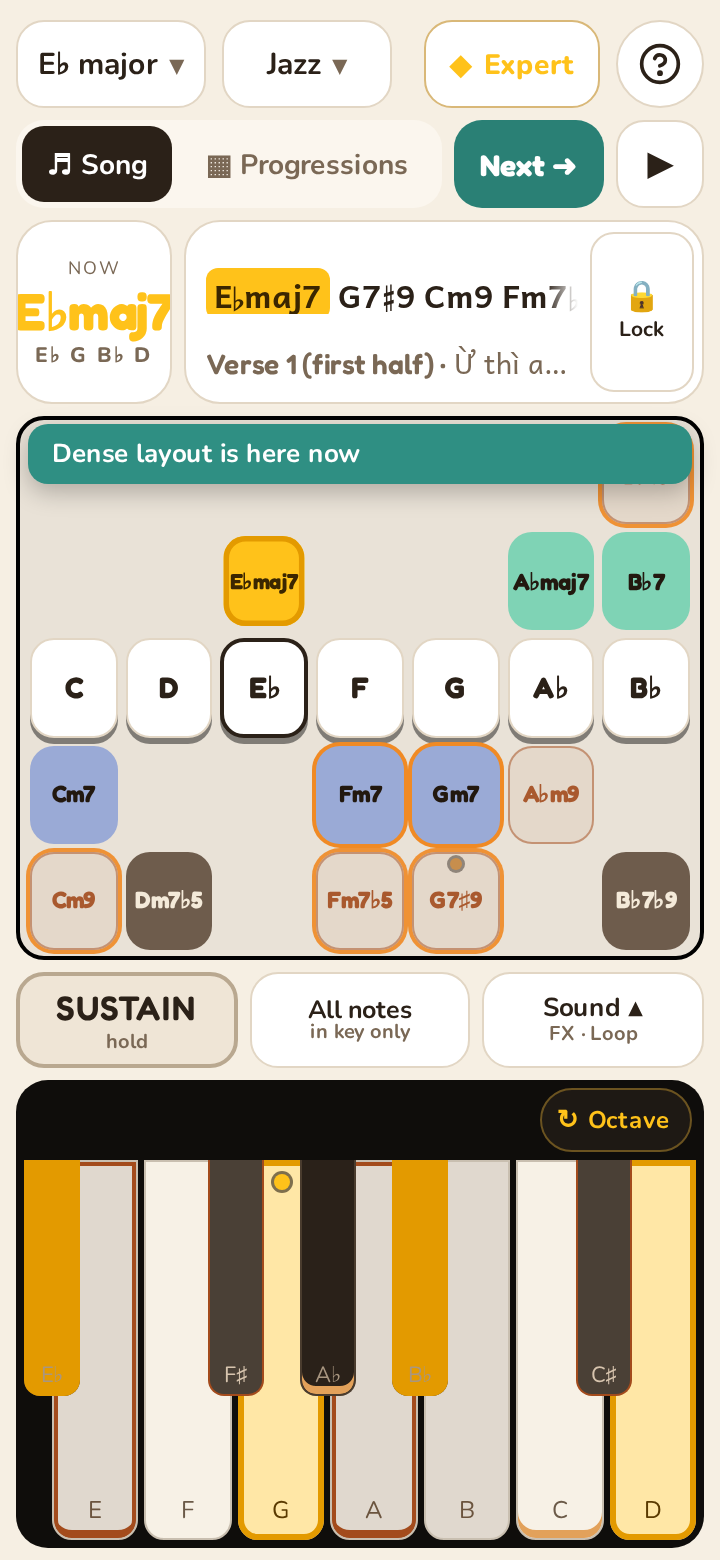 E♭ major ▾
Jazz ▾
◆ Expert
?
♬ Song
▦ Progressions
Next ➜
▶
NOW
E♭maj7
E♭ G B♭ D
E♭maj7 G7♯9 Cm9 Fm7♭
Verse 1 (first half) · Ừ thì a...
🔒
Lock
Dense layout is here now
E♭maj7
A♭maj7
B♭7
C
D
E♭
F
G
A♭
B♭
Cm7
Fm7
Gm7
A♭m9
Cm9
Dm7♭5
Fm7♭5
G7♯9
B♭7♭9
SUSTAIN
hold
All notes
in key only
Sound ▴
FX · Loop
↻ Octave
E♭
F♯
A♭
B♭
C♯
E
F
G
A
B
C
D